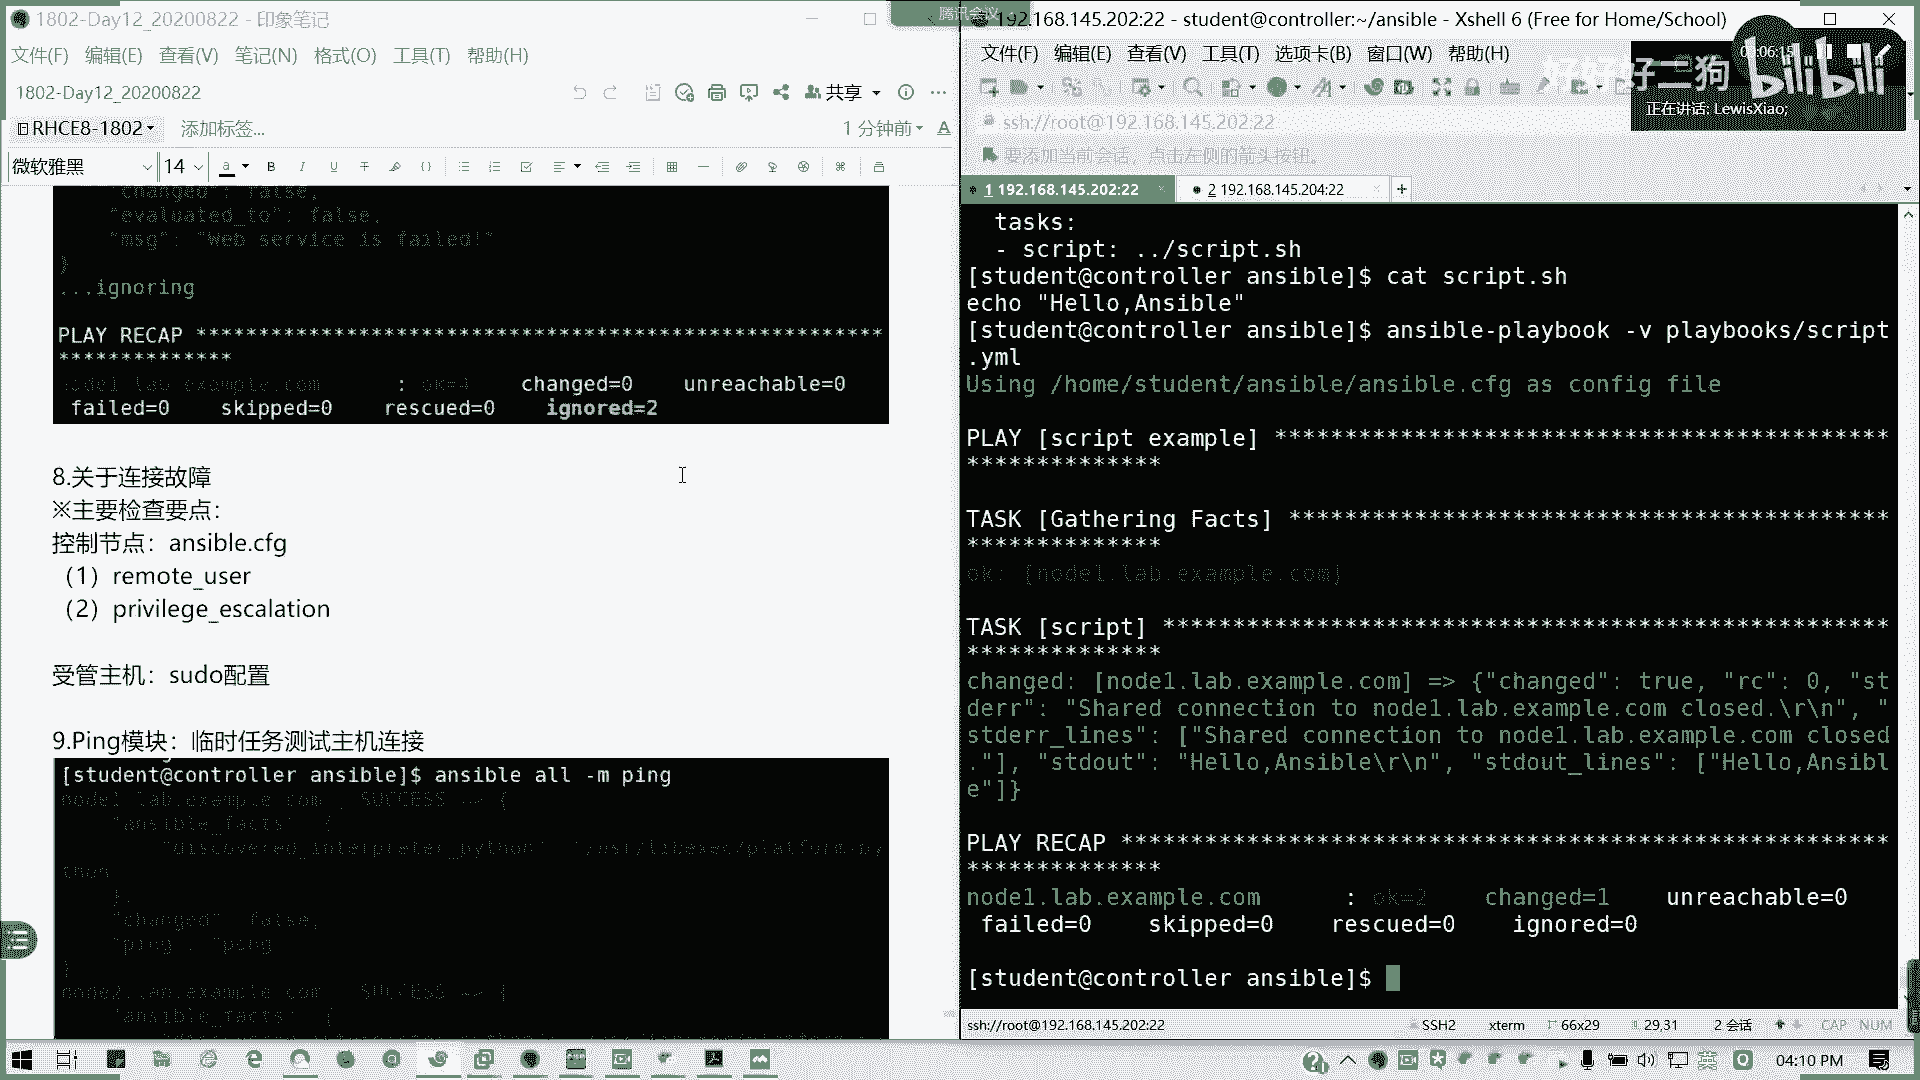 1802-Day12_20200822 - 印象笔记
文件(F) 编辑(E) 查看(V) 笔记(N) 格式(O) 工具(T) 帮助(H)
1802-Day12_20200822
共享
RHCE8-1802
添加标签...
1 分钟前
微软雅黑
14
"changed": false,
"evaluated_to": false,
"msg": "Web service is failed!"
}
...ignoring
PLAY RECAP *******************************************************
**************
node1.lab.example.com : ok=4 changed=0 unreachable=0
failed=0 skipped=0 rescued=0 ignored=2
8.关于连接故障
※主要检查要点：
控制节点：ansible.cfg
（1）remote_user
（2）privilege_escalation
受管主机：sudo配置
9.Ping模块：临时任务测试主机连接
[student@controller ansible]$ ansible all -m ping
node1.lab.example.com | SUCCESS => {
"ansible_facts": {
"discovered_interpreter_python": "/usr/libexec/platform-py
thon"
},
"changed": false,
"ping": "pong"
}
node2.lab.example.com | SUCCESS => {
"ansible_facts": {
腾讯会议
192.168.145.202:22 - student@controller:~/ansible - Xshell 6 (Free for Home/School)
文件(F) 编辑(E) 查看(V) 工具(T) 选项卡(B) 窗口(W) 帮助(H)
bilibili
正在讲话: LewisXiao;
ssh://root@192.168.145.202:22
要添加当前会话，点击左侧的箭头按钮。
1 192.168.145.202:22
2 192.168.145.204:22
tasks:
- script: ../script.sh
[student@controller ansible]$ cat script.sh
echo "Hello,Ansible"
[student@controller ansible]$ ansible-playbook -v playbooks/script
.yml
Using /home/student/ansible/ansible.cfg as config file
PLAY [script example] ********************************************
**************
TASK [Gathering Facts] *******************************************
**************
ok: [node1.lab.example.com]
TASK [script] ****************************************************
**************
changed: [node1.lab.example.com] => {"changed": true, "rc": 0, "st
derr": "Shared connection to node1.lab.example.com closed.\r\n", "
stderr_lines": ["Shared connection to node1.lab.example.com closed
."], "stdout": "Hello,Ansible\r\n", "stdout_lines": ["Hello,Ansibl
e"]}
PLAY RECAP *******************************************************
**************
node1.lab.example.com : ok=2 changed=1 unreachable=0
failed=0 skipped=0 rescued=0 ignored=0
[student@controller ansible]$
ssh://root@192.168.145.202:22
SSH2
xterm
66x29
29,31
2 会话
CAP NUM
英
04:10 PM